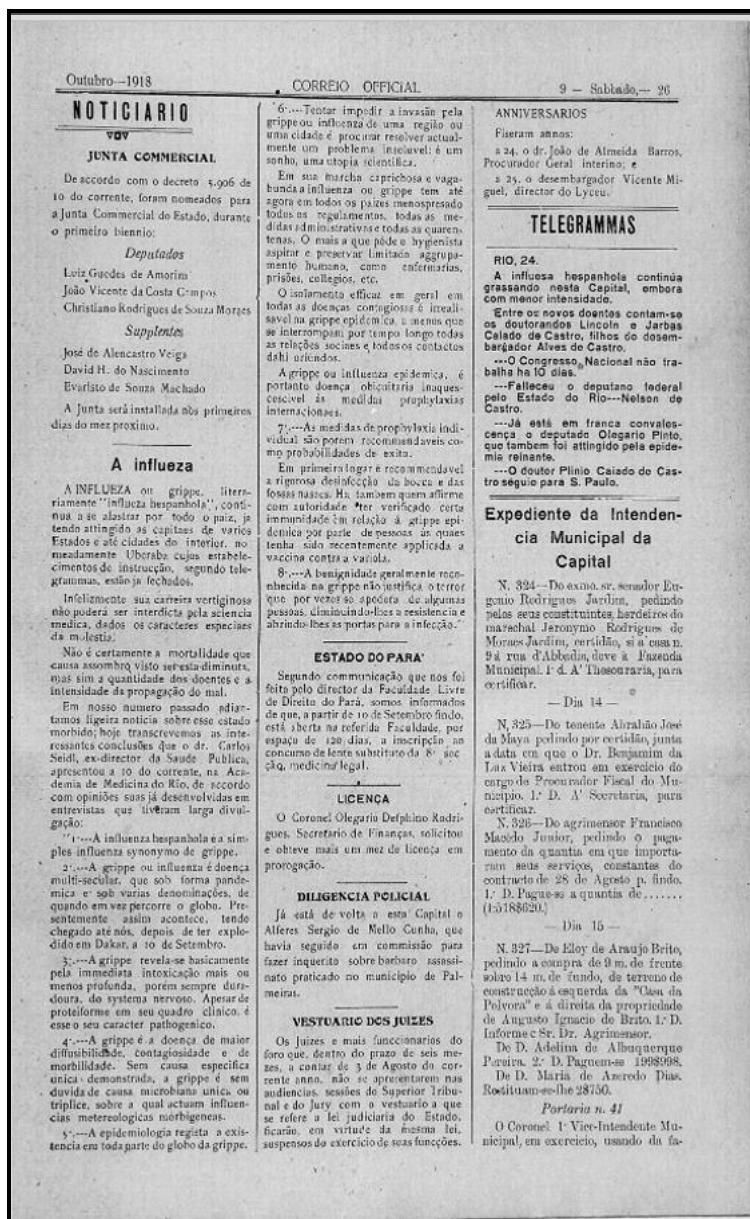 Outubro—1918
CORREIO OFFICIAL
9 — Sabbado,— 26
NOTICIARIO
JUNTA COMMERCIAL
De accordo com o decreto 5.906 de
10 do corrente, foram nomeados para
a Junta Commercial do Estado, durante
o primeiro biennio:
Deputados
Luiz Guedes de Amorim
João Vicente da Costa Campos
Christiano Rodrigues de Souza Moraes
Supplentes
José de Alencastro Veiga
David H. do Nascimento
Evaristo de Souza Machado
A Junta será installada nos primeiros
dias do mez proximo.
A influeza
A INFLUEZA ou grippe, litera-
riamente "influeza hespanhola", conti-
nua a se alastrar por todo o paiz, ja
tendo attingido as capitaes de varios
Estados e até cidades do interior, no-
meadamente Uberaba cujas estabele-
cimentos de instrucção, segundo tele-
grammas, estão ja fechados.
Infelizmente sua carreira vertiginosa
não poderá ser interdicta pela sciencia
medica, dados os caracteres especiaes
da molestia.
Não é certamente a mortalidade que
causa assombro visto ser esta diminuta,
mas sim a quantidade dos doentes e a
intensidade da propagação do mal.
Em nosso numero passado adian-
tamos ligeira noticia sobre esse estado
morbido; hoje transcrevemos as inte-
ressantes conclusões que o dr. Carlos
Seidl, ex-director da Saude Publica,
apresentou a 10 do corrente, na Aca-
demia de Medicina do Rio, de accordo
com opiniões suas já desenvolvidas em
entrevistas que tiveram larga divul-
gação:
"1·—A influenza hespanhola é a sim-
ples influenza synonymo de grippe.
2·—A grippe ou influenza é doença
multi-secular, que sob forma pande-
mica e sob varias denominações, de
quando em vez percorre o globo. Pre-
sentemente assim acontece, tendo
chegado até nós, depois de ter explo-
dido em Dakar, a 10 de Setembro.
3·.---A grippe revela-se basicamente
pela immediata intoxicação mais ou
menos profunda, porém sempre dura-
doura, do systema nervoso. Apesar de
proteiforme em seu quadro clinico, é
esse o seu caracter pathogenico.
4·.---A grippe é a doença de maior
diffusibilidade, contagiosidade e de
morbilidade. Sem causa especifica
unica demonstrada, a grippe é sem
duvida de causa microbiana unica ou
triplice, sobre a qual actuam influen-
cias metereologicas morbigeneas.
5·.---A epidemiologia regista a exis-
tencia em toda parte do globo da grippe.
6·.---Tentar impedir a invasão pela
grippe ou influenza de uma região ou
uma cidade é procurar resolver actual-
mente um problema insoluvel: é um
sonho, uma utopia scientifica.
Em sua marcha caprichosa e vaga-
bunda a influenza ou grippe tem até
agora em todos os paizes menospresado
todos os regulamentos, todas as me-
didas administrativas e todas as quaren-
tenas. O mais a que póde o hygienista
aspirar é preservar limitado aggrupa-
mento humano, como enfermarias,
prisões, collegios, etc.
O isolamento efficaz em geral em
todas as doenças contagiosas é irreali-
savel na grippe epidemica, a menos que
se interrompam por tempo longo todas
as relações sociaes e todos os contactos
dahi oriundos.
A grippe ou influenza epidemica, é
portanto doença obiquitaria inaques-
cescivel ás medidas prophylaxias
internacionaes.
7·.---As medidas de prophylaxia indi-
vidual são porem recommendaveis co-
mo probabilidades de exito.
Em primeiro logar é recommendavel
a rigorosa desinfecção da bocca e das
fossas nasaes. Ha, tambem quem affirme
com autoridade ter verificado certa
immunidade em relação á grippe epi-
demica por parte de pessoas ás quaes
tenha sido recentemente applicada a
vaccina contra a variola.
8·.---A benignidade geralmente reco-
nhecida na grippe não justifica o terror
que por vezes se apodera de algumas
pessoas, diminuindo-lhes a resistencia e
abrindo-lhes as portas para a infecção."
ESTADO DO PARA'
Segundo communicação que nos foi
feita pelo director da Faculdade Livre
de Direito do Pará, somos informados
de que, a partir de 10 de Setembro findo,
está aberta na referida Faculdade, por
espaço de 120 dias, a inscripção ao
concurso de lente substituto da 8· sec
ção, medicina legal.
LICENÇA
O Coronel Olegario Delphino Rodri-
gues, Secretario de Finanças, solicitou
e obteve mais um mez de licença em
prorogação.
DILIGENCIA POLICIAL
Já está de volta a esta Capital o
Alferes Sergio de Mello Cunha, que
havia seguido em commissão para
fazer inquerito sobre barbaro assassi-
nato praticado no municipio de Pal-
meiras.
VESTUARIO DOS JUIZES
Os Juizes e mais funccionarios do
foro que, dentro do prazo de seis me-
zes, a contar de 3 de Agosto do cor-
rente anno, não se apresentarem nas
audiencias, sessões do Superior Tribu-
nal e do Jury com o vestuario a que
se refere a lei judiciaria do Estado,
ficarão, em virtude da mesma lei,
suspensos do exercicio de suas funcções.
ANNIVERSARIOS
Fiseram annos:
a 24, o dr. João de Almeida Barros,
Procurador Geral interino; e
a 25, o desembargador Vicente Mi-
guel, director do Lyceu.
TELEGRAMMAS
RIO, 24.
A influesa hespanhola continúa
grassando nesta Capital, embora
com menor intensidade.
Entre os novos doentes contam-se
os doutorandos Lincoln e Jarbas
Caiado de Castro, filhos do dosem-
bargador Alves de Castro.
---O Congresso Nacional não tra-
balha ha 10 dias.
---Falleceu o deputano federal
pelo Estado do Rio---Nelson de
Castro.
---Já está em franca convales-
cença o deputado Olegario Pinto,
que tambem foi attingido pela epide-
mia reinante.
---O doutor Plinio Caiado de Cas-
tro seguio para S. Paulo.
Expediente da Intenden-
cia Municipal da
Capital
N. 324—Do exmo. sr. senador Eu-
genio Rodrigues Jardim, pedindo
pelos seus constituintes, herdeiros do
marechal Jeronymo Rodrigues de
Moraes Jardim, certidão, si a casa n.
9 á rua d'Abbadia, deve á Fazenda
Municipal. 1· d. A' Thesouraria, para
certificar.
— Dia 14 —
N, 325—Do tenente Abrahão José
da Maya pedindo por certidão, junta
a data em que o Dr. Benjamim da
Luz Vieira entrou em exercicio do
cargo de Procurador Fiscal do Mu-
nicipio. 1.· D. A' Secretaria, para
certificar.
N. 326—Do agrimensor Francisco
Macêdo Junior, pedindo o paga-
mento da quantia em que importa-
ram seus serviços, constantes do
contracto de 28 de Agosto p. findo.
1.· D. Pague-se a quantia de.......
(1:518$620.)
— Dia 15 —
N. 327—De Eloy de Araujo Brito,
pedindo a compra de 9 m. de frente
sobre 14 m. de fundo, de terreno de
construcção á esquerda da "Casa da
Polvora" e á direita da propriedade
de Augusto Ignacio de Brito. 1.· D.
Informe c Sr. Dr. Agrimensor.
De D. Adelina de Albuquerque
Pereira. 2.· D. Paguem-se 199$998.
De D. Maria de Azeredo Dias.
Restituam-se-lhe 28750.
Portaria n. 41
O Coronel 1· Vice-Intendente Mu-
nicipal, em exercicio, usando da fa-